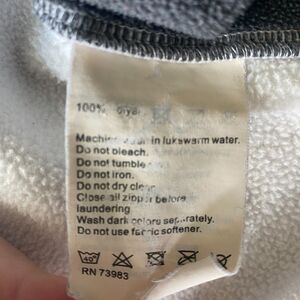 100%
Machine wash in lukewarm water.
Do not bleach.
Do not tumble
Do not iron.
Do not dry clean
Close all zipper before
laundering
Wash dark colors separately.
Do not use fabric softener.
40°
RN 73983